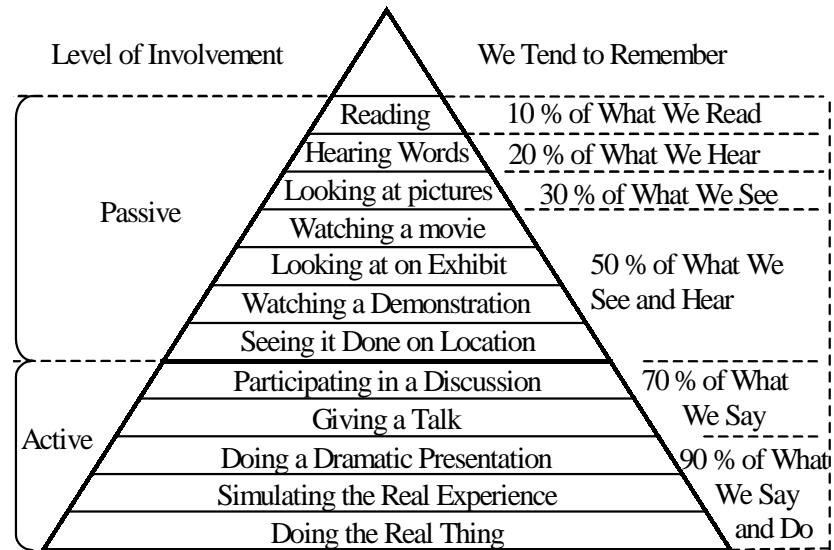 Level of Involvement
We Tend to Remember
Reading
10 % of What We Read
Hearing Words
20 % of What We Hear
Looking at pictures
30 % of What We See
Passive
Watching a movie
Looking at on Exhibit
50 % of What We
See and Hear
Watching a Demonstration
Seeing it Done on Location
Participating in a Discussion
70 % of What
We Say
Giving a Talk
Active
Doing a Dramatic Presentation
90 % of What
We Say
and Do
Simulating the Real Experience
Doing the Real Thing